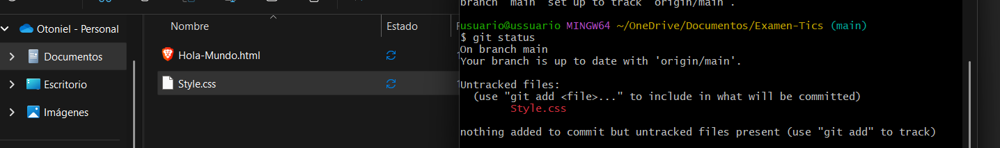 Otoniel - Personal
Documentos
Escritorio
Imágenes
Nombre
Estado
Hola-Mundo.html
Style.css
branch 'main' set up to track 'origin/main'.
usuario@ussuario MINGW64 ~/OneDrive/Documentos/Examen-Tics (main)
$ git status
On branch main
Your branch is up to date with 'origin/main'.
Untracked files:
(use "git add <file>..." to include in what will be committed)
Style.css
nothing added to commit but untracked files present (use "git add" to track)